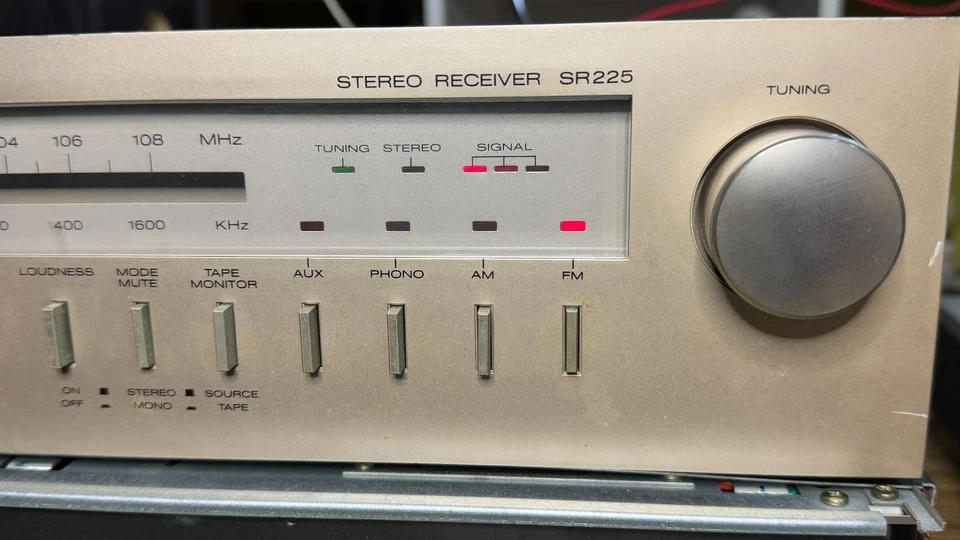 STEREO RECEIVER SR225
TUNING
04 106 108 MHz
TUNING STEREO SIGNAL
1400 1600 KHz
LOUDNESS MODE MUTE TAPE MONITOR AUX PHONO AM FM
ON STEREO SOURCE
OFF MONO TAPE